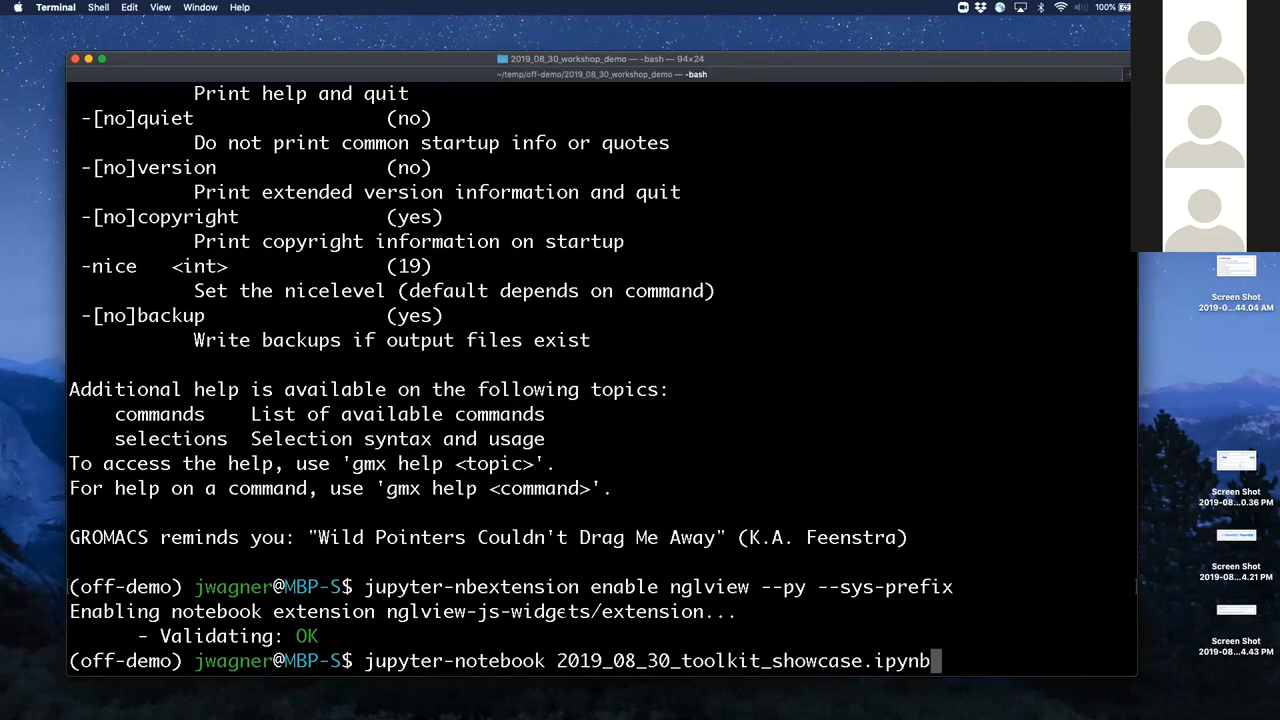 Terminal Shell Edit View Window Help 100%
2019_08_30_workshop_demo — -bash — 94×24
~/temp/off-demo/2019_08_30_workshop_demo — -bash
Print help and quit
-[no]quiet (no)
Do not print common startup info or quotes
-[no]version (no)
Print extended version information and quit
-[no]copyright (yes)
Print copyright information on startup
-nice <int> (19)
Set the nicelevel (default depends on command)
-[no]backup (yes)
Write backups if output files exist
Additional help is available on the following topics:
commands List of available commands
selections Selection syntax and usage
To access the help, use 'gmx help <topic>'.
For help on a command, use 'gmx help <command>'.
GROMACS reminds you: "Wild Pointers Couldn't Drag Me Away" (K.A. Feenstra)
(off-demo) jwagner@MBP-S$ jupyter-nbextension enable nglview --py --sys-prefix
Enabling notebook extension nglview-js-widgets/extension...
- Validating: OK
(off-demo) jwagner@MBP-S$ jupyter-notebook 2019_08_30_toolkit_showcase.ipynb
Screen Shot
2019-0...44.04 AM
Screen Shot
2019-08...0.36 PM
Screen Shot
2019-08...4.21 PM
Screen Shot
2019-08...4.43 PM